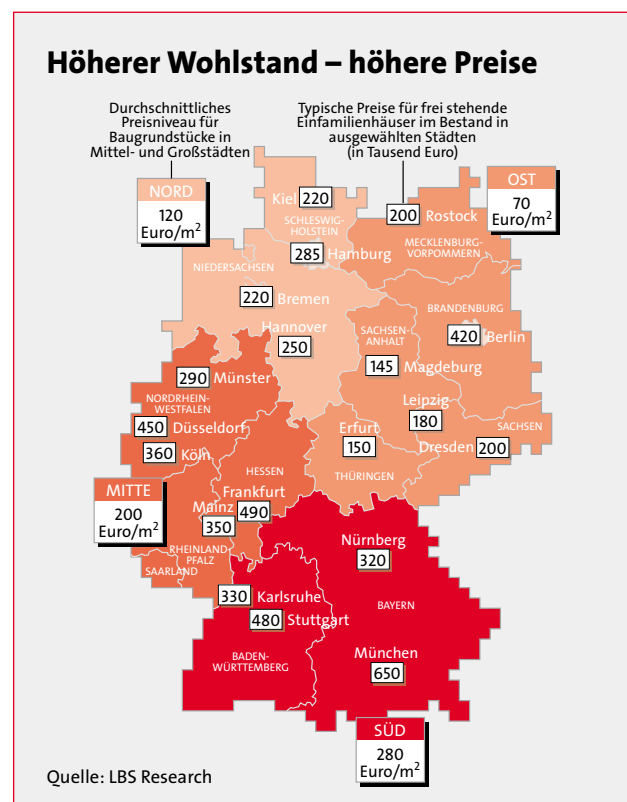 Höherer Wohlstand – höhere Preise
Durchschnittliches
Preisniveau für
Baugrundstücke in
Mittel- und Großstädten
Typische Preise für frei stehende
Einfamilienhäuser im Bestand in
ausgewählten Städten
(in Tausend Euro)
NORD
120
Euro/m²
OST
70
Euro/m²
Kiel 220
SCHLESWIG-
HOLSTEIN
200 Rostock
MECKLENBURG-
VORPOMMERN
285 Hamburg
NIEDERSACHSEN
220 Bremen
Hannover
250
BRANDENBURG
420 Berlin
SACHSEN-
ANHALT
145 Magdeburg
290 Münster
NORDRHEIN-
WESTFALEN
450 Düsseldorf
360 Köln
Leipzig
180
SACHSEN
Dresden 200
Erfurt
150
THÜRINGEN
HESSEN
Frankfurt
490
MITTE
200
Euro/m²
Mainz
350
RHEINLAND
PFALZ
SAARLAND
Nürnberg
320
330 Karlsruhe
480 Stuttgart
BAYERN
BADEN-
WÜRTTEMBERG
München
650
SÜD
280
Euro/m²
Quelle: LBS Research